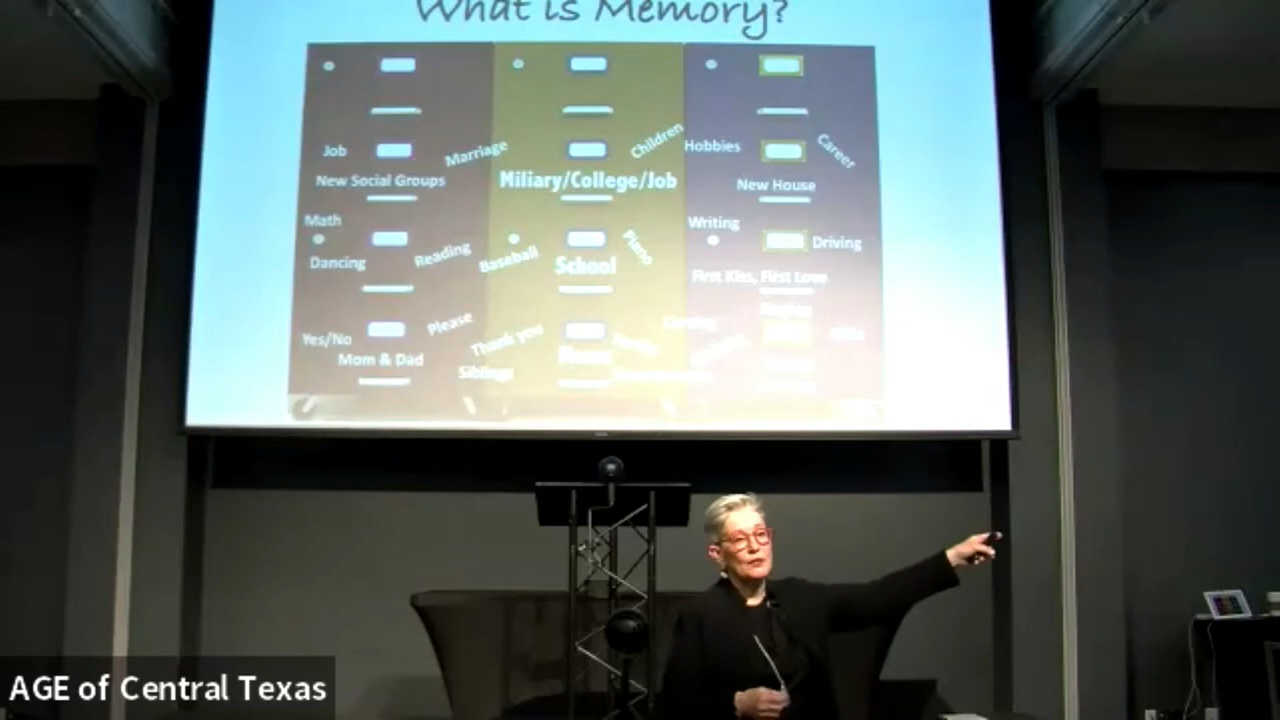 What is Memory?
Job
Marriage
Children
Hobbies
Career
New Social Groups
Miliary/College/Job
New House
Math
Writing
Dancing
Reading
Baseball
School
Piano
Driving
First Kiss, First Love
Yes/No
Please
Thank you
Mom & Dad
Siblings
AGE of Central Texas